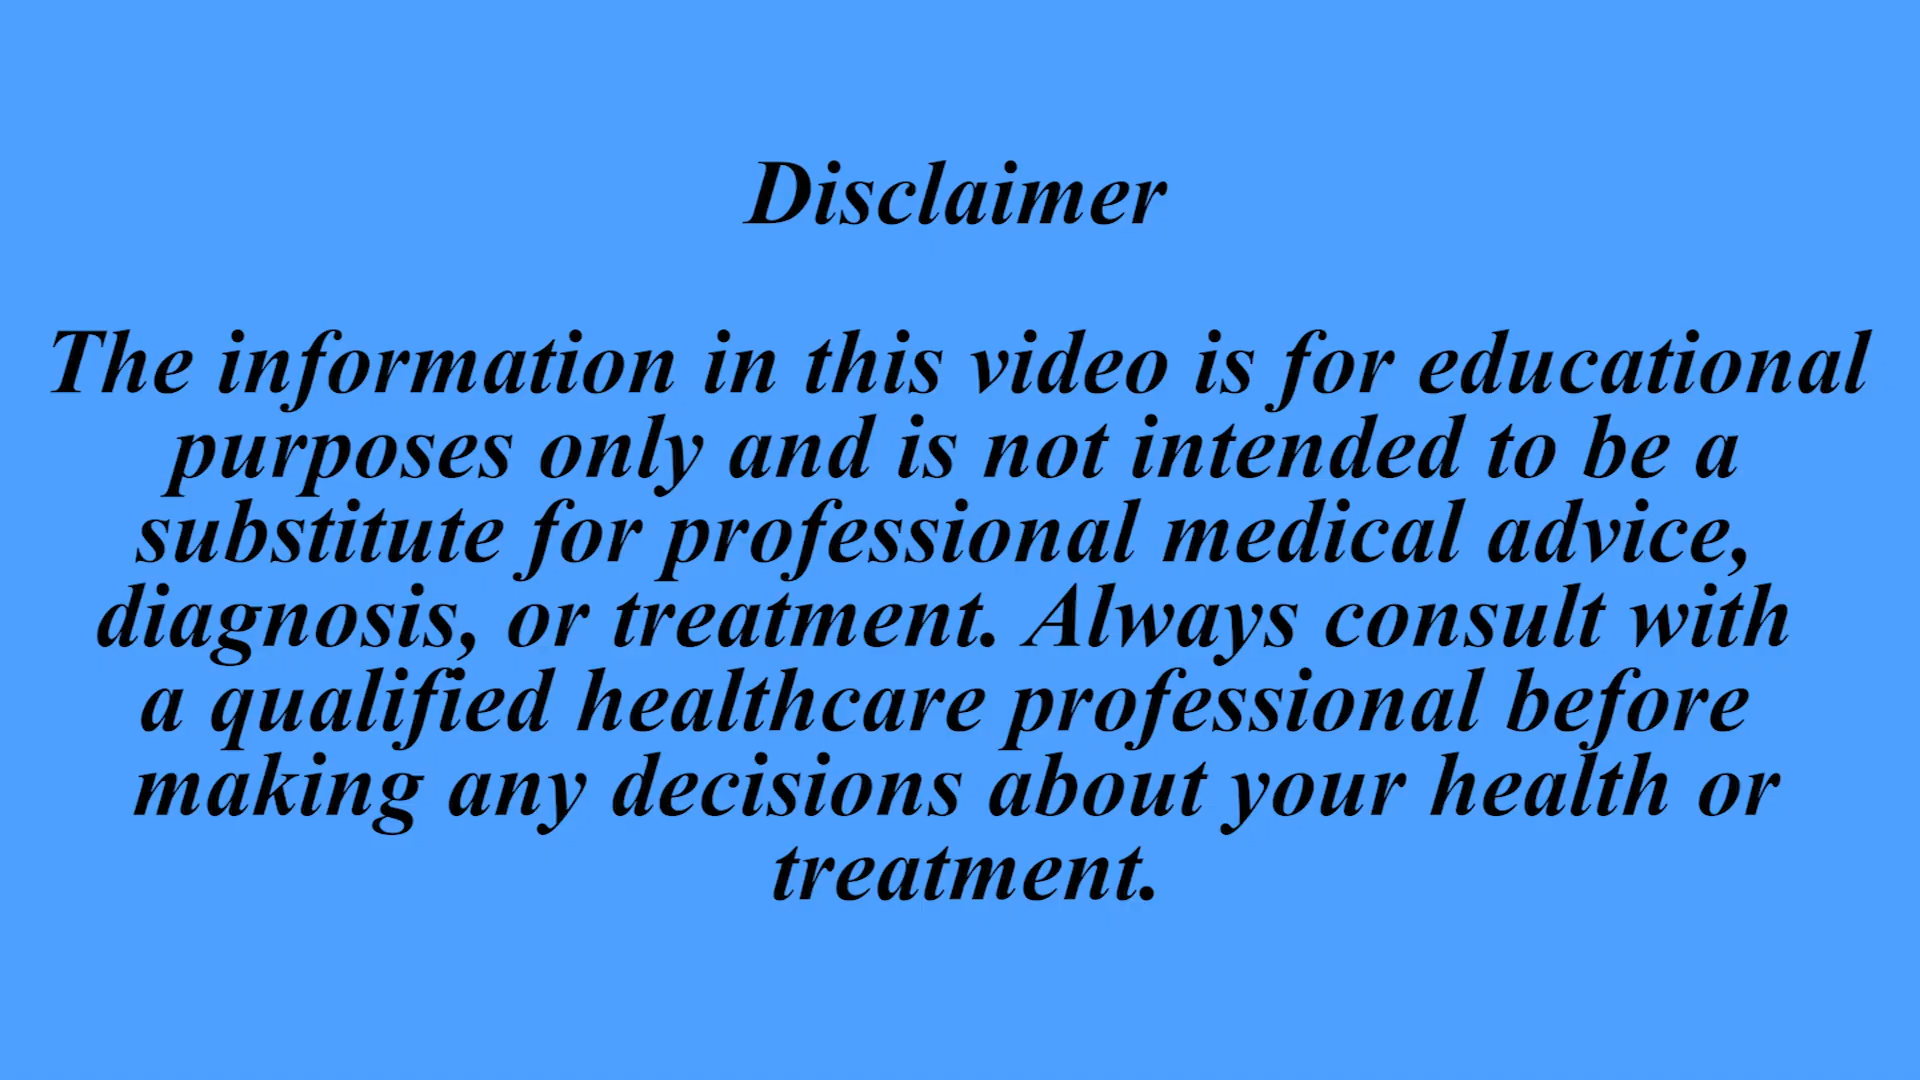 Disclaimer
The information in this video is for educational
purposes only and is not intended to be a
substitute for professional medical advice,
diagnosis, or treatment. Always consult with
a qualified healthcare professional before
making any decisions about your health or
treatment.